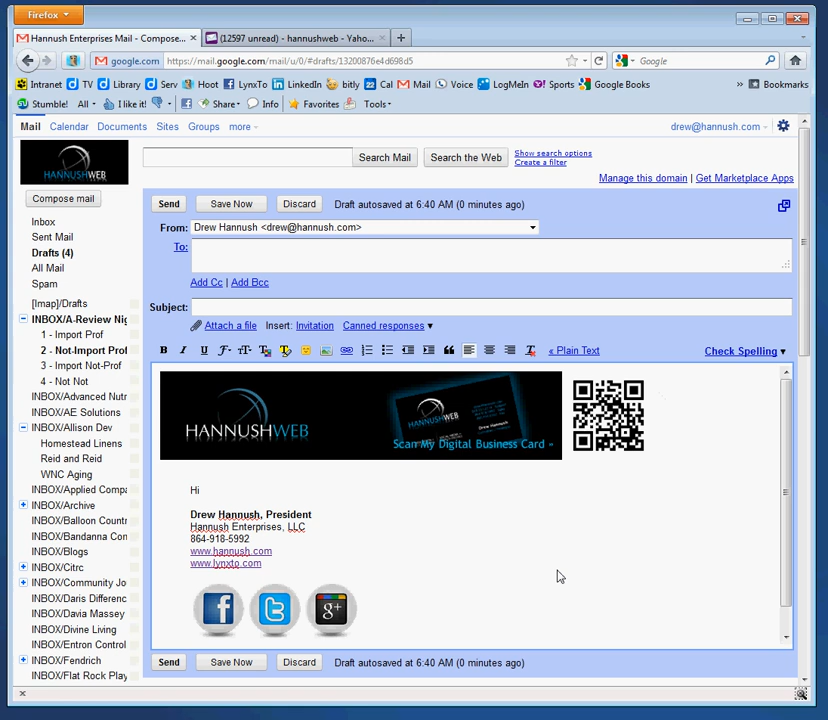 Firefox
Hannush Enterprises Mail - Compose...
(12597 unread) - hannushweb - Yaho...
google.com
https://mail.google.com/mail/u/0/#drafts/13200876e4d698d5
Google
Intranet TV Library Serv Hoot LynxTo LinkedIn bitly 22 Cal Mail Voice LogMeIn Y! Sports Google Books » Bookmarks
Stumble! All I like it! Share Info Favorites Tools
Mail Calendar Documents Sites Groups more
drew@hannush.com
HANNUSHWEB
Search Mail
Search the Web
Show search options
Create a filter
Manage this domain | Get Marketplace Apps
Compose mail
Inbox
Sent Mail
Drafts (4)
All Mail
Spam
[Imap]/Drafts
INBOX/A-Review Nig
1 - Import Prof
2 - Not-Import Prof
3 - Import Not-Prof
4 - Not Not
INBOX/Advanced Nutr
INBOX/AE Solutions
INBOX/Allison Dev
Homestead Linens
Reid and Reid
WNC Aging
INBOX/Applied Compa
INBOX/Archive
INBOX/Balloon Countr
INBOX/Bandanna Con
INBOX/Blogs
INBOX/Citrc
INBOX/Community Jo
INBOX/Daris Differenc
INBOX/Davia Massey
INBOX/Divine Living
INBOX/Entron Control
INBOX/Fendrich
INBOX/Flat Rock Play
Send Save Now Discard Draft autosaved at 6:40 AM (0 minutes ago)
From: Drew Hannush <drew@hannush.com>
To:
Add Cc | Add Bcc
Subject:
Attach a file Insert: Invitation Canned responses
B I U « Plain Text Check Spelling
HANNUSHWEB
HANNUSHWEB
Drew Hannush
Scan My Digital Business Card »
Hi
Drew Hannush, President
Hannush Enterprises, LLC
864-918-5992
www.hannush.com
www.lynxto.com
Send Save Now Discard Draft autosaved at 6:40 AM (0 minutes ago)